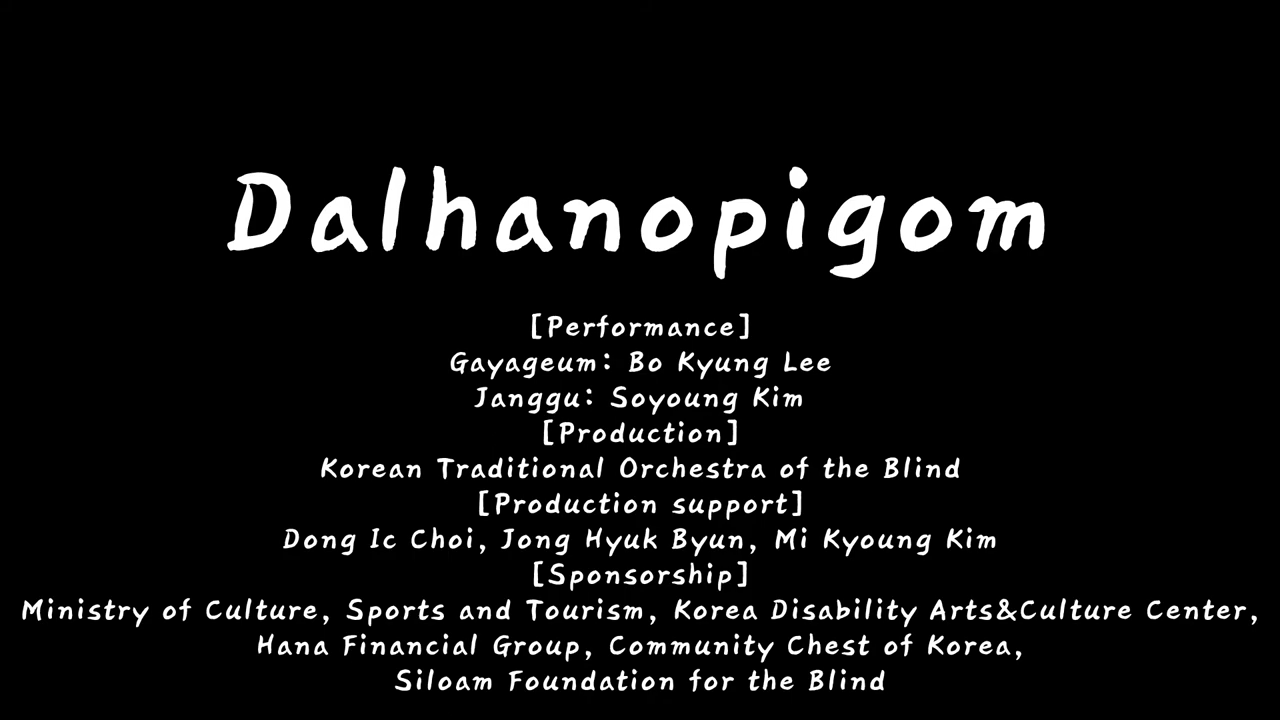 Dalhanopigom
[Performance]
Gayageum: Bo Kyung Lee
Janggu: Soyoung Kim
[Production]
Korean Traditional Orchestra of the Blind
[Production support]
Dong Ic Choi, Jong Hyuk Byun, Mi Kyoung Kim
[Sponsorship]
Ministry of Culture, Sports and Tourism, Korea Disability Arts&Culture Center,
Hana Financial Group, Community Chest of Korea,
Siloam Foundation for the Blind